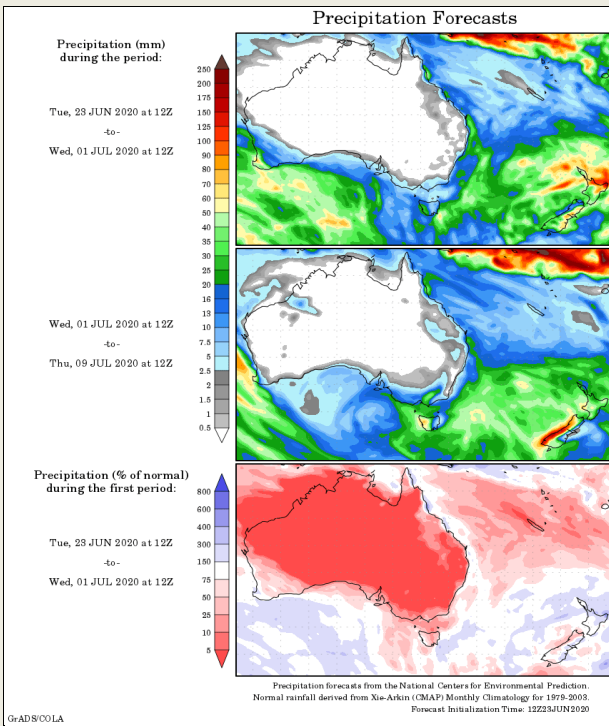 Precipitation Forecasts
Precipitation (mm)
during the period:
Tue, 23 JUN 2020 at 12Z
-to-
Wed, 01 JUL 2020 at 12Z
250
200
175
150
125
100
90
80
70
60
50
40
35
30
25
20
16
13
10
7.5
5
2.5
2
1.5
1
0.5
Wed, 01 JUL 2020 at 12Z
-to-
Thu, 09 JUL 2020 at 12Z
Precipitation (% of normal)
during the first period:
Tue, 23 JUN 2020 at 12Z
-to-
Wed, 01 JUL 2020 at 12Z
800
600
400
300
150
75
50
25
10
5
Precipitation forecasts from the National Centers for Environmental Prediction.
Normal rainfall derived from Xie-Arkin (CMAP) Monthly Climatology for 1979-2003.
Forecast Initialization Time: 12Z23JUN2020
GrADS/COLA